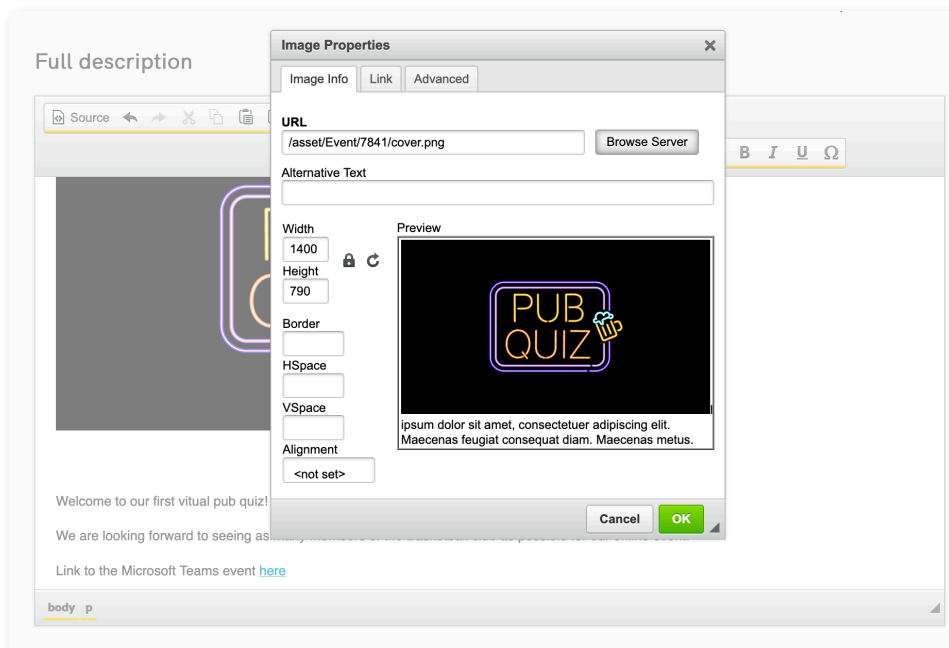 Full description
Image Properties
Image Info Link Advanced
Source
URL
/asset/Event/7841/cover.png
Browse Server
B I U Ω
Alternative Text
Width
1400
Height
790
Preview
PUB
QUIZ
Border
HSpace
VSpace
Alignment
<not set>
ipsum dolor sit amet, consectetuer adipiscing elit.
Maecenas feugiat consequat diam. Maecenas metus.
Cancel OK
Welcome to our first vitual pub quiz!
We are looking forward to seeing as
Link to the Microsoft Teams event here
body p